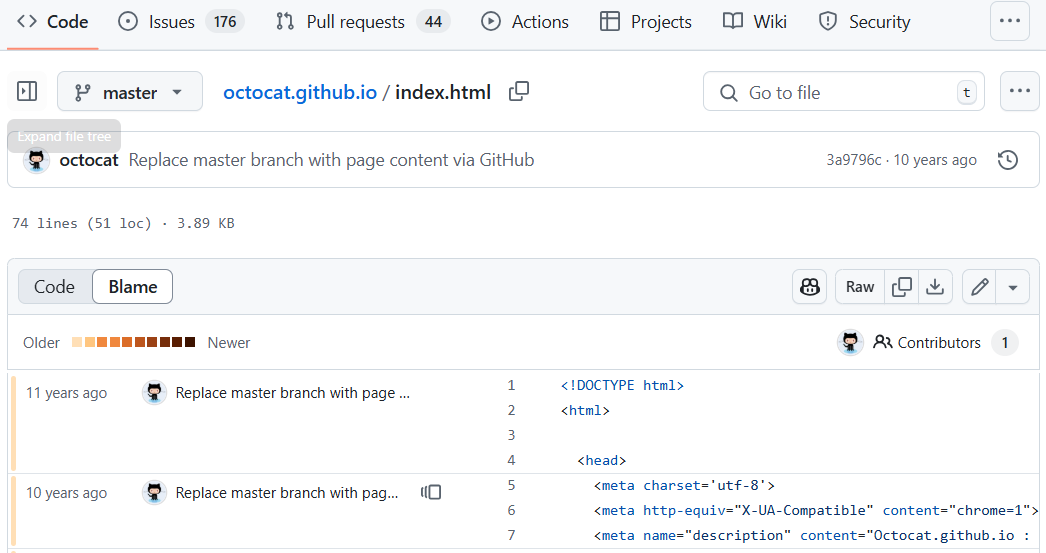 Code Issues 176 Pull requests 44 Actions Projects Wiki Security
master octocat.github.io / index.html Go to file t
Expand file tree
octocat Replace master branch with page content via GitHub 3a9796c · 10 years ago
74 lines (51 loc) · 3.89 KB
Code Blame Raw
Older Newer Contributors 1
11 years ago Replace master branch with page ... 1 <!DOCTYPE html>
2 <html>
3
4 <head>
10 years ago Replace master branch with pag... 5 <meta charset='utf-8'>
6 <meta http-equiv="X-UA-Compatible" content="chrome=1">
7 <meta name="description" content="Octocat.github.io :